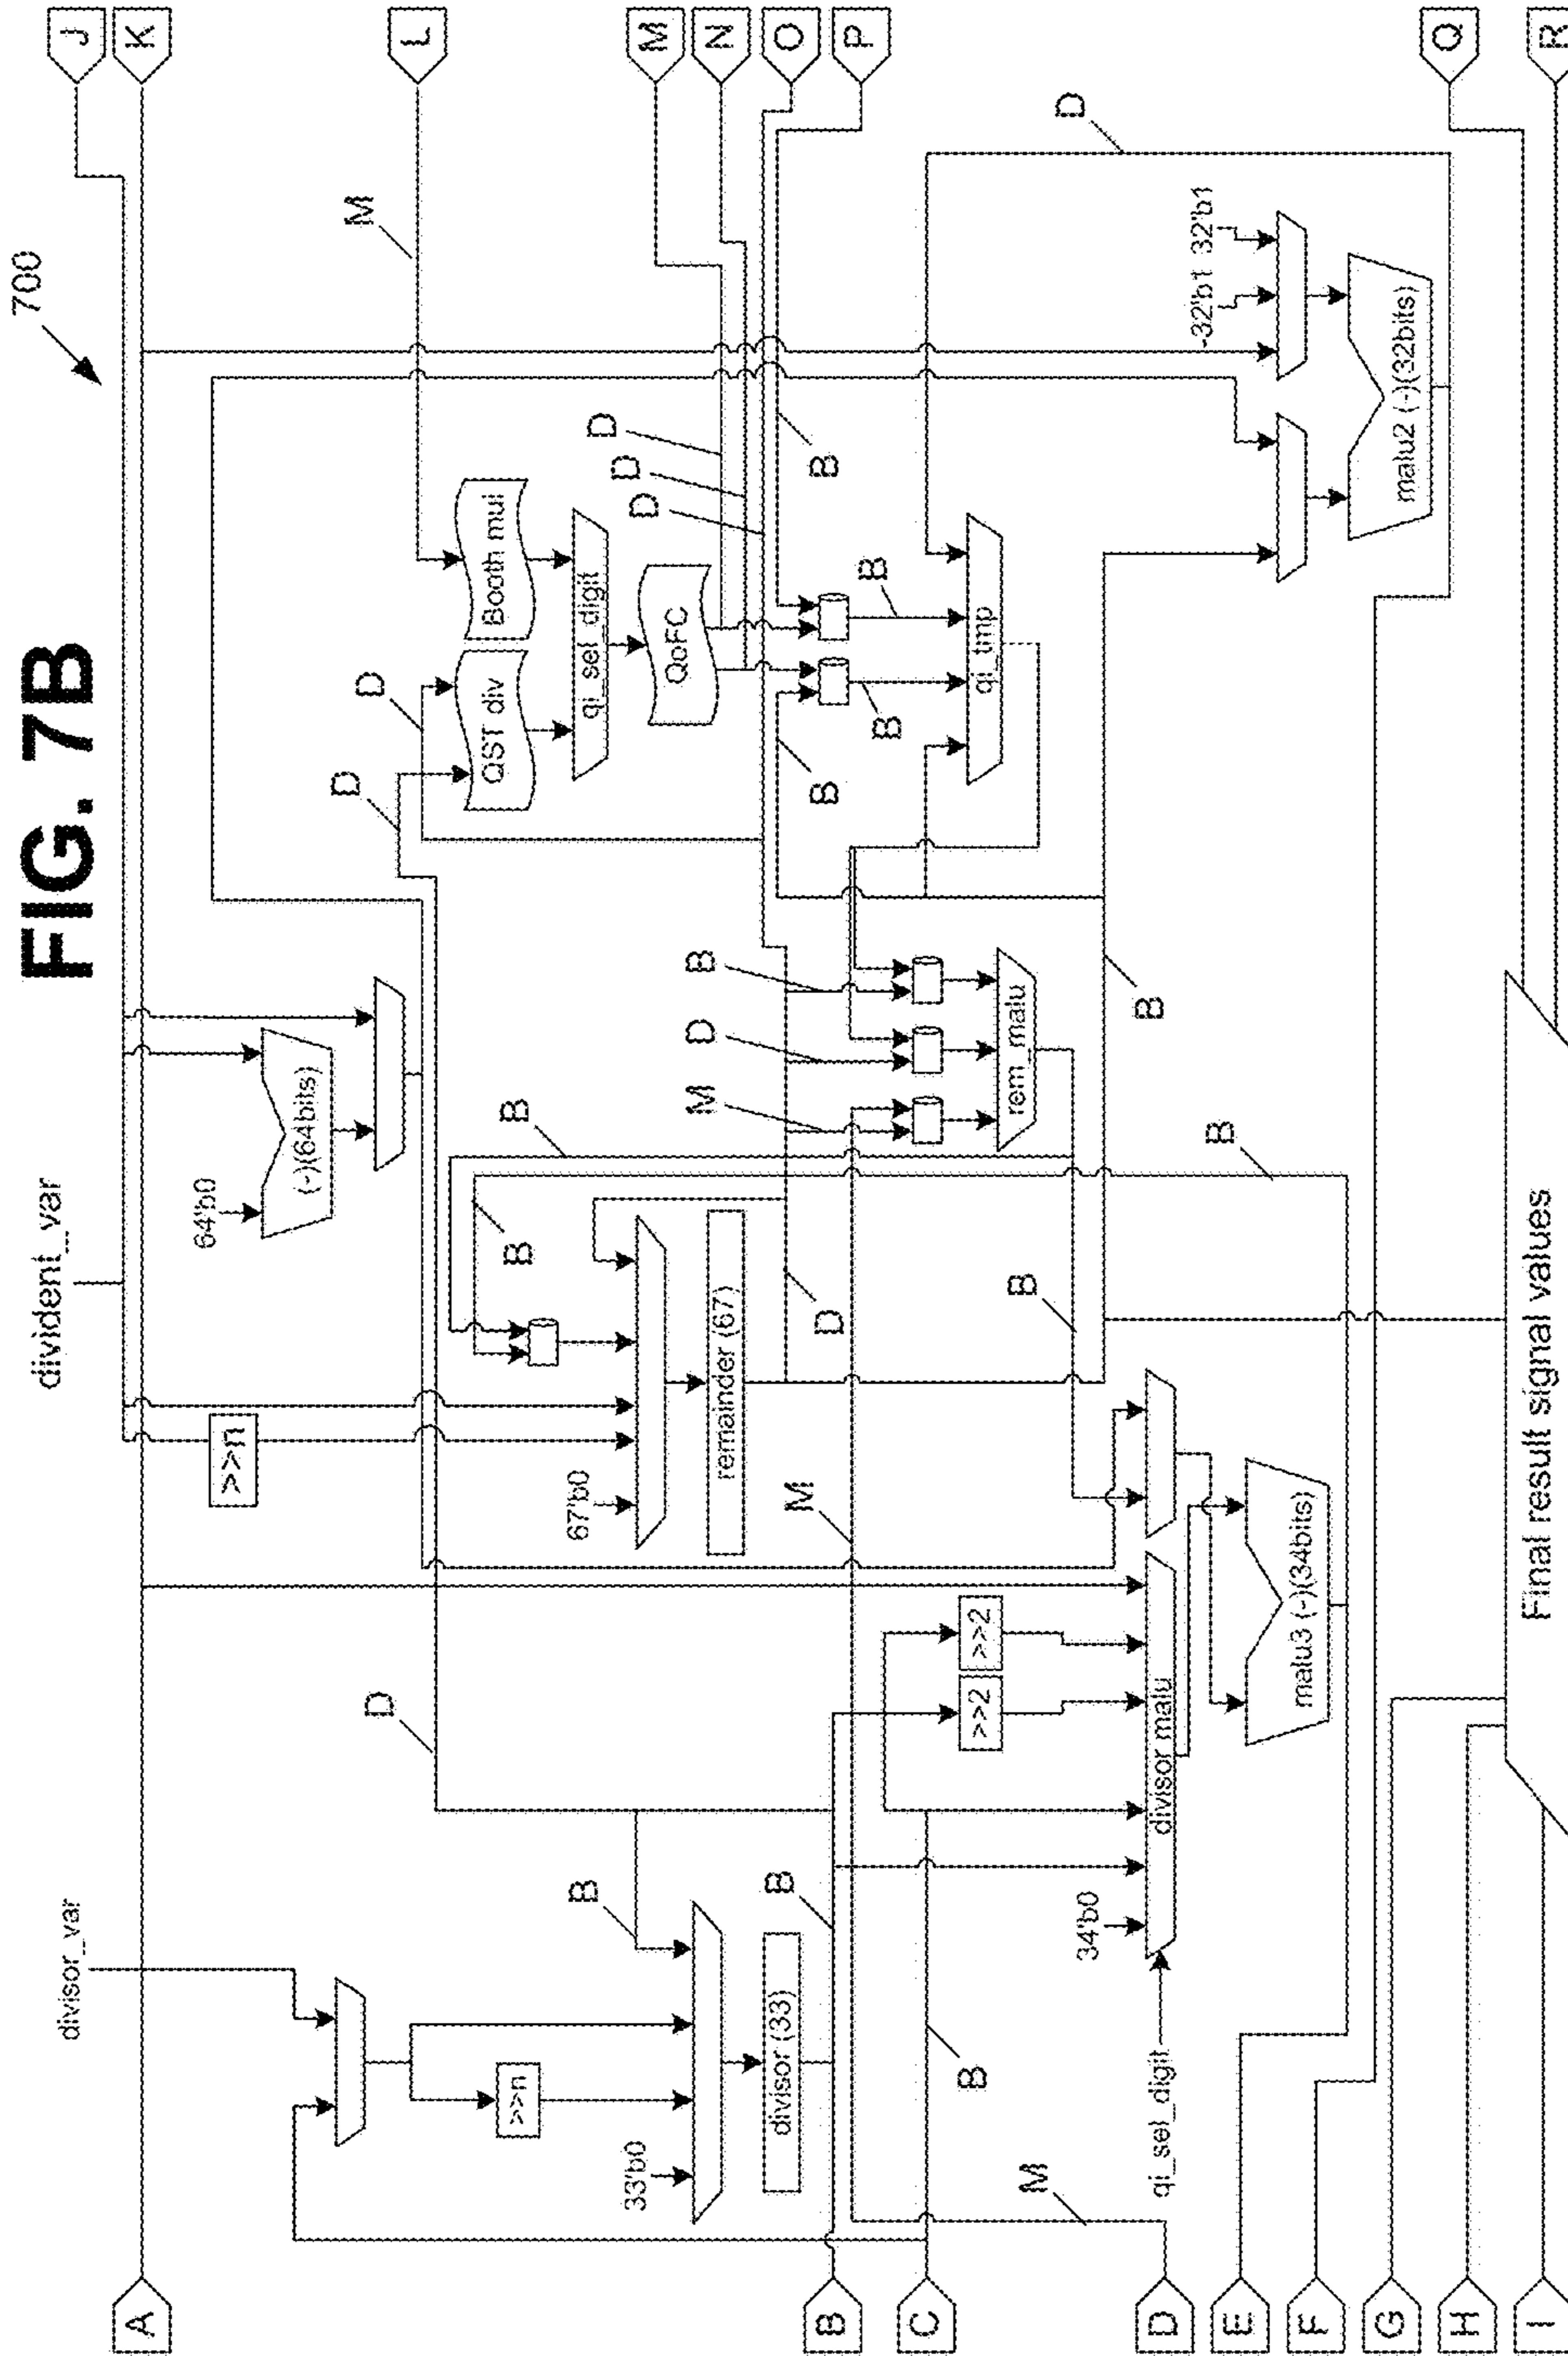 FIG. 7B
700
divisor_var
divident_var
A
J
K
>>n
64'b0
(-)(64bits)
L
M
D
D
D
33'b0
>>n
B
divisor (33)
67'b0
remainder (67)
B
B
QST div
Booth mul
qi_sel_digit
QoFC
D
D
D
M
N
O
P
B
B
C
B
M
D
M
D
B
rem_malu
B
B
B
B
qi_tmp
D
>>2
>>2
B
B
B
34'b0
divisor malu
qi_sel_digit
M
D
malu3 (-)(34bits)
-32'b1
32'b1
malu2 (-)(32bits)
E
F
G
H
I
Final result signal values
Q
R